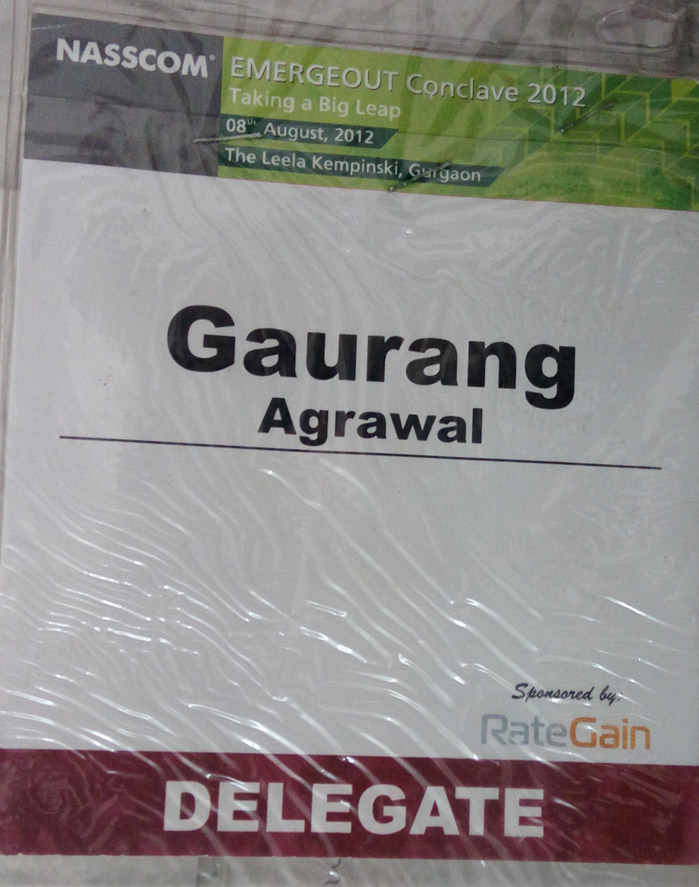 NASSCOM®
EMERGEOUT Conclave 2012
Taking a Big Leap
08th August, 2012
The Leela Kempinski, Gurgaon
Gaurang
Agrawal
Sponsored by:
RateGain
DELEGATE